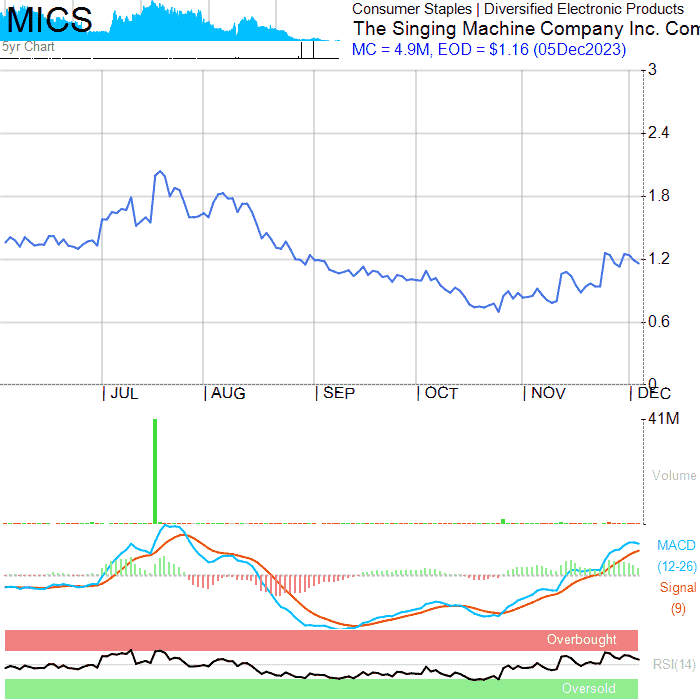 MICS
5yr Chart
Consumer Staples | Diversified Electronic Products
The Singing Machine Company Inc. Com
MC = 4.9M, EOD = $1.16 (05Dec2023)
3
2.4
1.8
1.2
0.6
0
| JUL | AUG | SEP | OCT | NOV | DEC
41M
Volume
MACD
(12-26)
Signal
(9)
Overbought
RSI(14)
Oversold